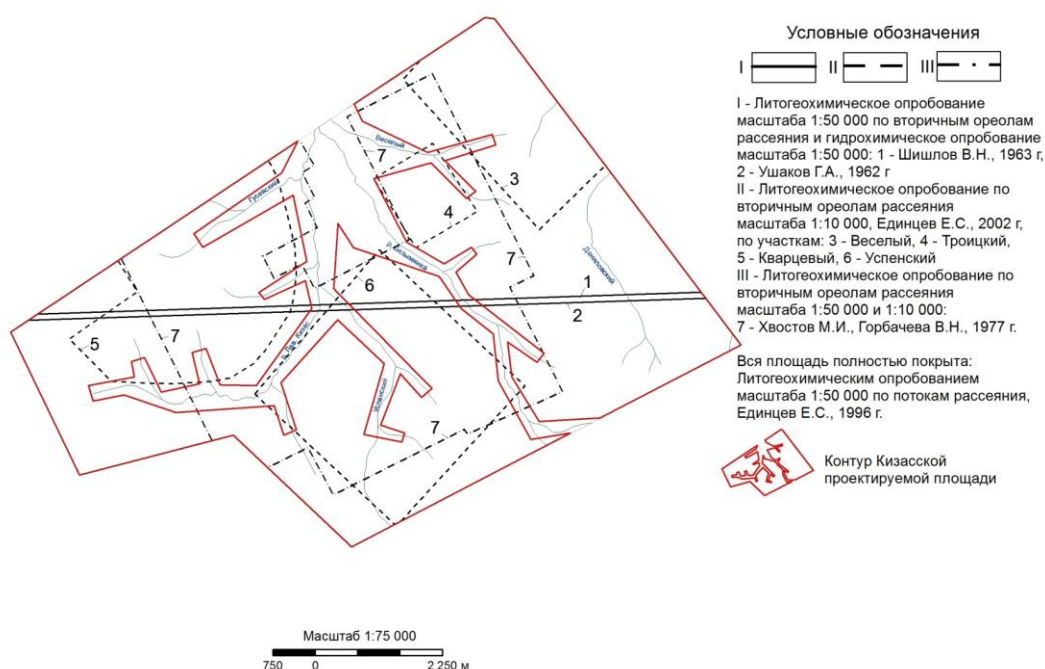 Условные обозначения
I II III
I - Литогеохимическое опробование
масштаба 1:50 000 по вторичным ореолам
рассеяния и гидрохимическое опробование
масштаба 1:50 000: 1 - Шишлов В.Н., 1963 г,
2 - Ушаков Г.А., 1962 г
II - Литогеохимическое опробование по
вторичным ореолам рассеяния
масштаба 1:10 000, Единцев Е.С., 2002 г,
по участкам: 3 - Веселый, 4 - Троицкий,
5 - Кварцевый, 6 - Успенский
III - Литогеохимическое опробование по
вторичным ореолам рассеяния
масштаба 1:50 000 и 1:10 000:
7 - Хвостов М.И., Горбачева В.Н., 1977 г.
Вся площадь полностью покрыта:
Литогеохимическим опробованием
масштаба 1:50 000 по потокам рассеяния,
Единцев Е.С., 1996 г.
Контур Кизасской
проектируемой площади
Веселый
7
3
4
р. Безымянка
7
Даниловский
6
1
2
5
7
7
Масштаб 1:75 000
750 0 2 250 м